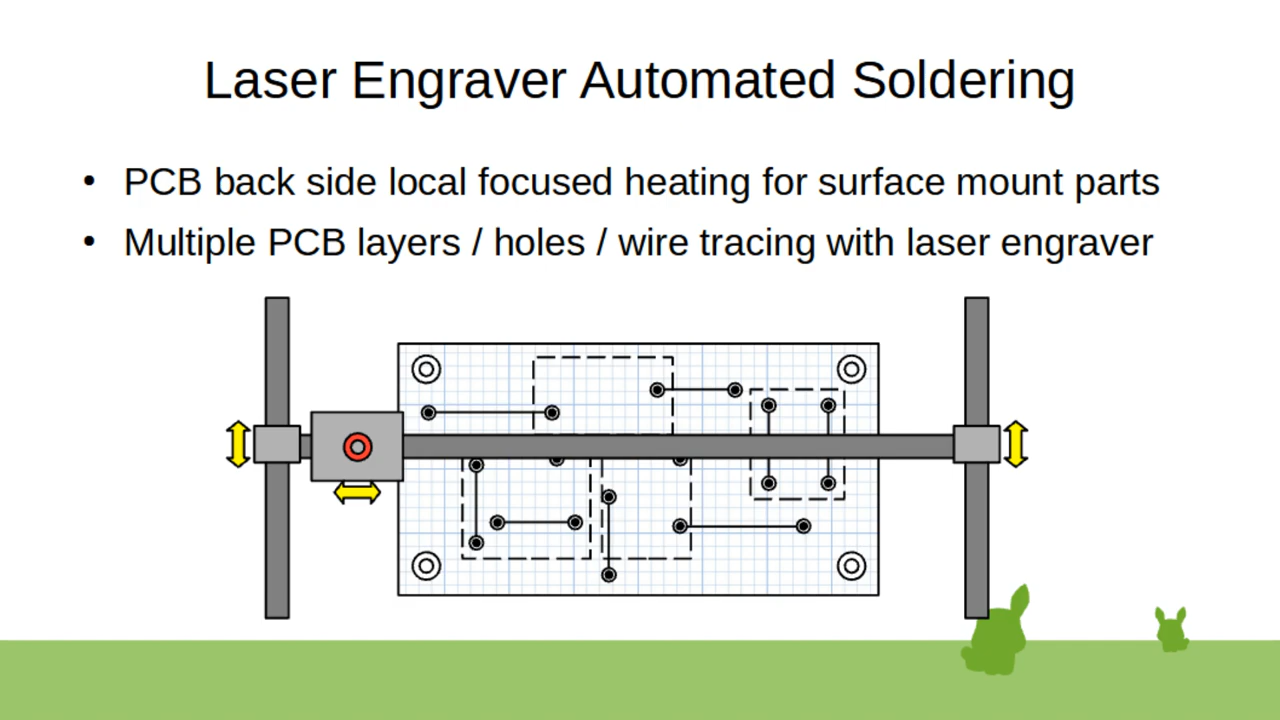 Laser Engraver Automated Soldering
• PCB back side local focused heating for surface mount parts
• Multiple PCB layers / holes / wire tracing with laser engraver